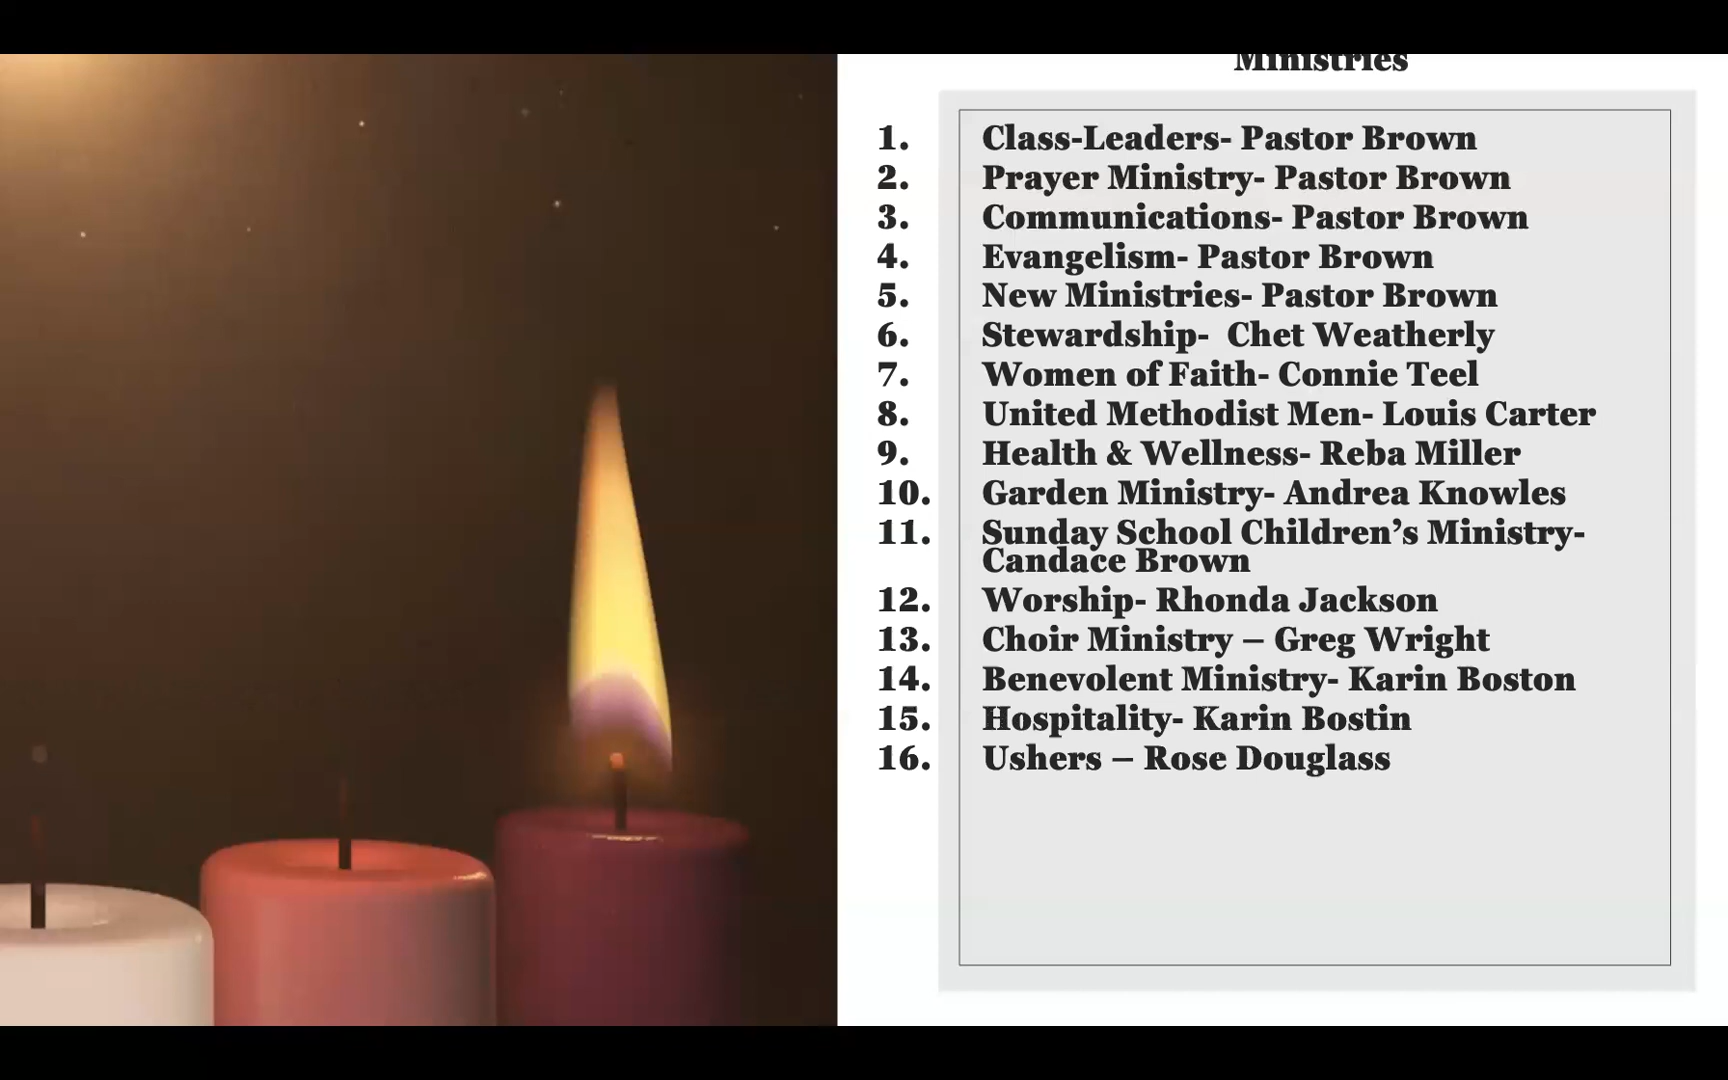 Ministries
1. Class-Leaders- Pastor Brown
2. Prayer Ministry- Pastor Brown
3. Communications- Pastor Brown
4. Evangelism- Pastor Brown
5. New Ministries- Pastor Brown
6. Stewardship-  Chet Weatherly
7. Women of Faith- Connie Teel
8. United Methodist Men- Louis Carter
9. Health & Wellness- Reba Miller
10. Garden Ministry- Andrea Knowles
11. Sunday School Children’s Ministry-
Candace Brown
12. Worship- Rhonda Jackson
13. Choir Ministry – Greg Wright
14. Benevolent Ministry- Karin Boston
15. Hospitality- Karin Bostin
16. Ushers – Rose Douglass